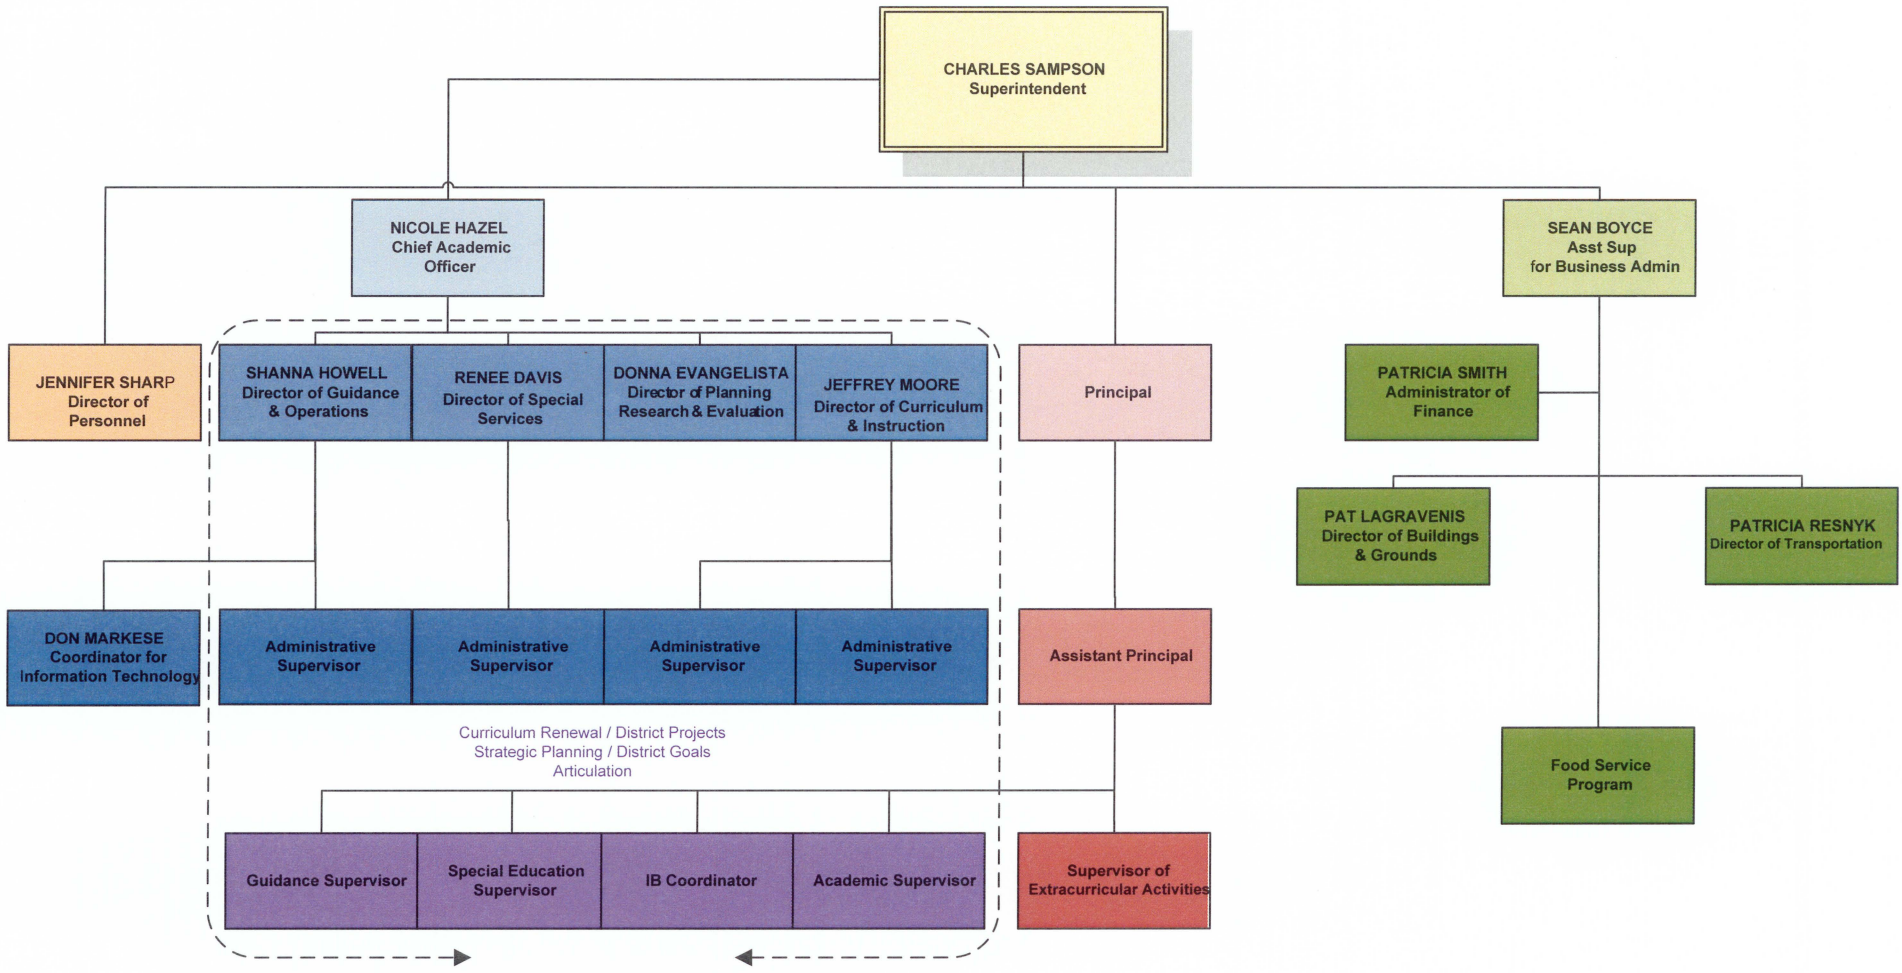 CHARLES SAMPSON
Superintendent
NICOLE HAZEL
Chief Academic
Officer
SEAN BOYCE
Asst Sup
for Business Admin
JENNIFER SHARP
Director of
Personnel
SHANNA HOWELL
Director of Guidance
& Operations
RENEE DAVIS
Director of Special
Services
DONNA EVANGELISTA
Director of Planning
Research & Evaluation
JEFFREY MOORE
Director of Curriculum
& Instruction
Principal
PATRICIA SMITH
Administrator of
Finance
PAT LAGRAVENIS
Director of Buildings
& Grounds
PATRICIA RESNYK
Director of Transportation
DON MARKESE
Coordinator for
Information Technology
Administrative
Supervisor
Administrative
Supervisor
Administrative
Supervisor
Administrative
Supervisor
Assistant Principal
Curriculum Renewal / District Projects
Strategic Planning / District Goals
Articulation
Food Service
Program
Guidance Supervisor
Special Education
Supervisor
IB Coordinator
Academic Supervisor
Supervisor of
Extracurricular Activities